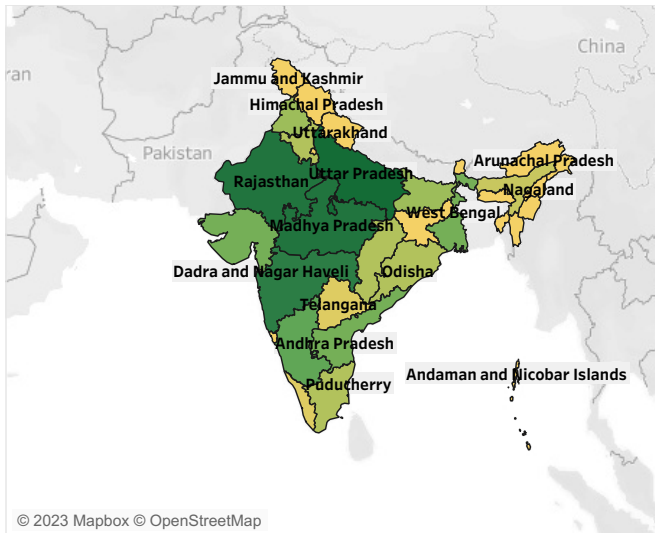 China
ran
Jammu and Kashmir
Himachal Pradesh
Uttarakhand
Pakistan
Arunachal Pradesh
Uttar Pradesh
Rajasthan
Nagaland
West Bengal
Madhya Pradesh
Dadra and Nagar Haveli
Odisha
Telangana
Andhra Pradesh
Andaman and Nicobar Islands
Puducherry
© 2023 Mapbox © OpenStreetMap